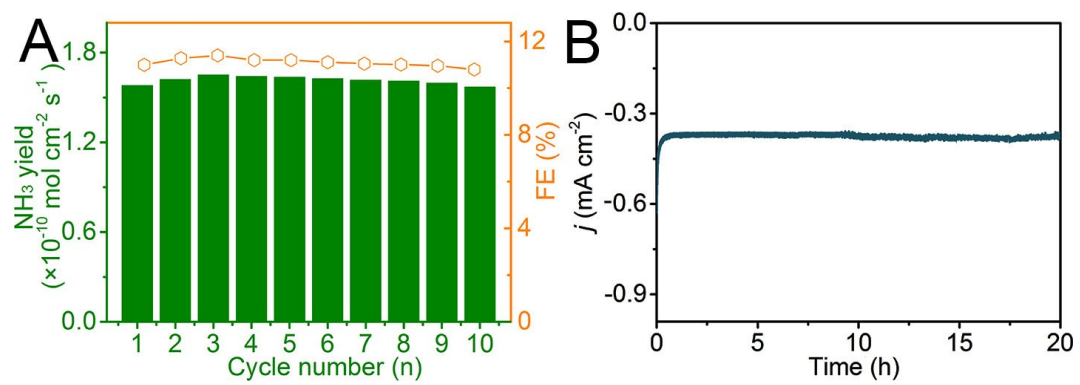 A
NH₃ yield
(×10⁻¹⁰ mol cm⁻² s⁻¹)
1.8
1.2
0.6
0.0
1 2 3 4 5 6 7 8 9 10
Cycle number (n)
12
8
4
0
FE (%)
B
j (mA cm⁻²)
0.0
-0.3
-0.6
-0.9
0 5 10 15 20
Time (h)